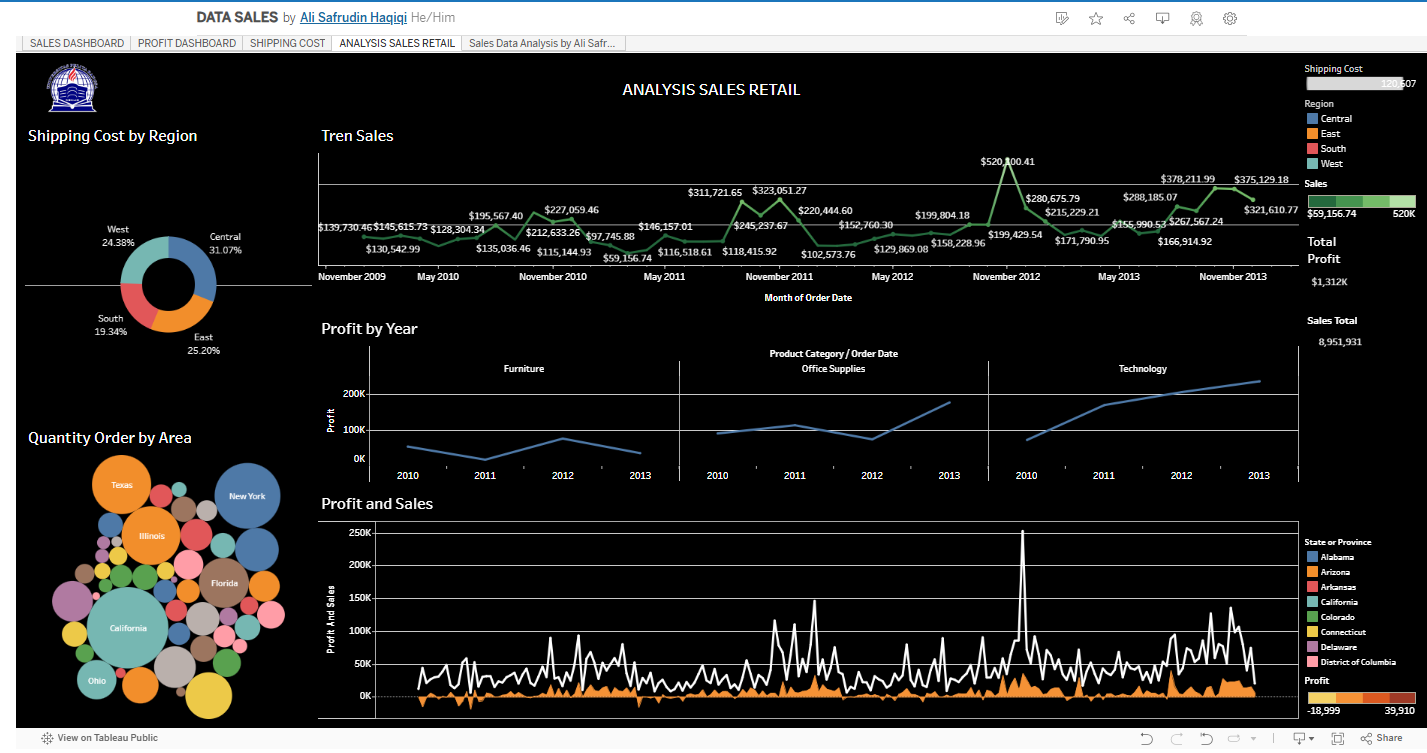 DATA SALES by Ali Safrudin Haqiqi He/Him
SALES DASHBOARD
PROFIT DASHBOARD
SHIPPING COST
ANALYSIS SALES RETAIL
Sales Data Analysis by Ali Safr...
ANALYSIS SALES RETAIL
Shipping Cost by Region
West
24.38%
Central
31.07%
South
19.34%
East
25.20%
Quantity Order by Area
Texas
New York
Illinois
Florida
California
Ohio
Tren Sales
$139,730.46
$145,615.73
$130,542.99
$128,304.34
$195,567.40
$135,036.46
$227,059.46
$212,633.26
$115,144.93
$97,745.88
$59,156.74
$146,157.01
$116,518.61
$311,721.65
$118,415.92
$245,237.67
$323,051.27
$220,444.60
$102,573.76
$152,760.30
$129,869.08
$199,804.18
$158,228.96
$199,429.54
$280,675.79
$215,229.21
$171,790.95
$155,990.53
$288,185.07
$166,914.92
$267,567.24
$378,211.99
$375,129.18
$321,610.77
November 2009
May 2010
November 2010
May 2011
November 2011
May 2012
November 2012
May 2013
November 2013
Month of Order Date
Profit by Year
Product Category / Order Date
Furniture
Office Supplies
Technology
Profit
200K
100K
0K
2010
2011
2012
2013
2010
2011
2012
2013
2010
2011
2012
2013
Profit and Sales
Profit And Sales
250K
200K
150K
100K
50K
0K
Shipping Cost
120,607
Region
Central
East
South
West
Sales
$59,156.74
520K
Total
Profit
$1,312K
Sales Total
8,951,931
State or Province
Alabama
Arizona
Arkansas
California
Colorado
Connecticut
Delaware
District of Columbia
Profit
-18,999
39,910
View on Tableau Public
Share